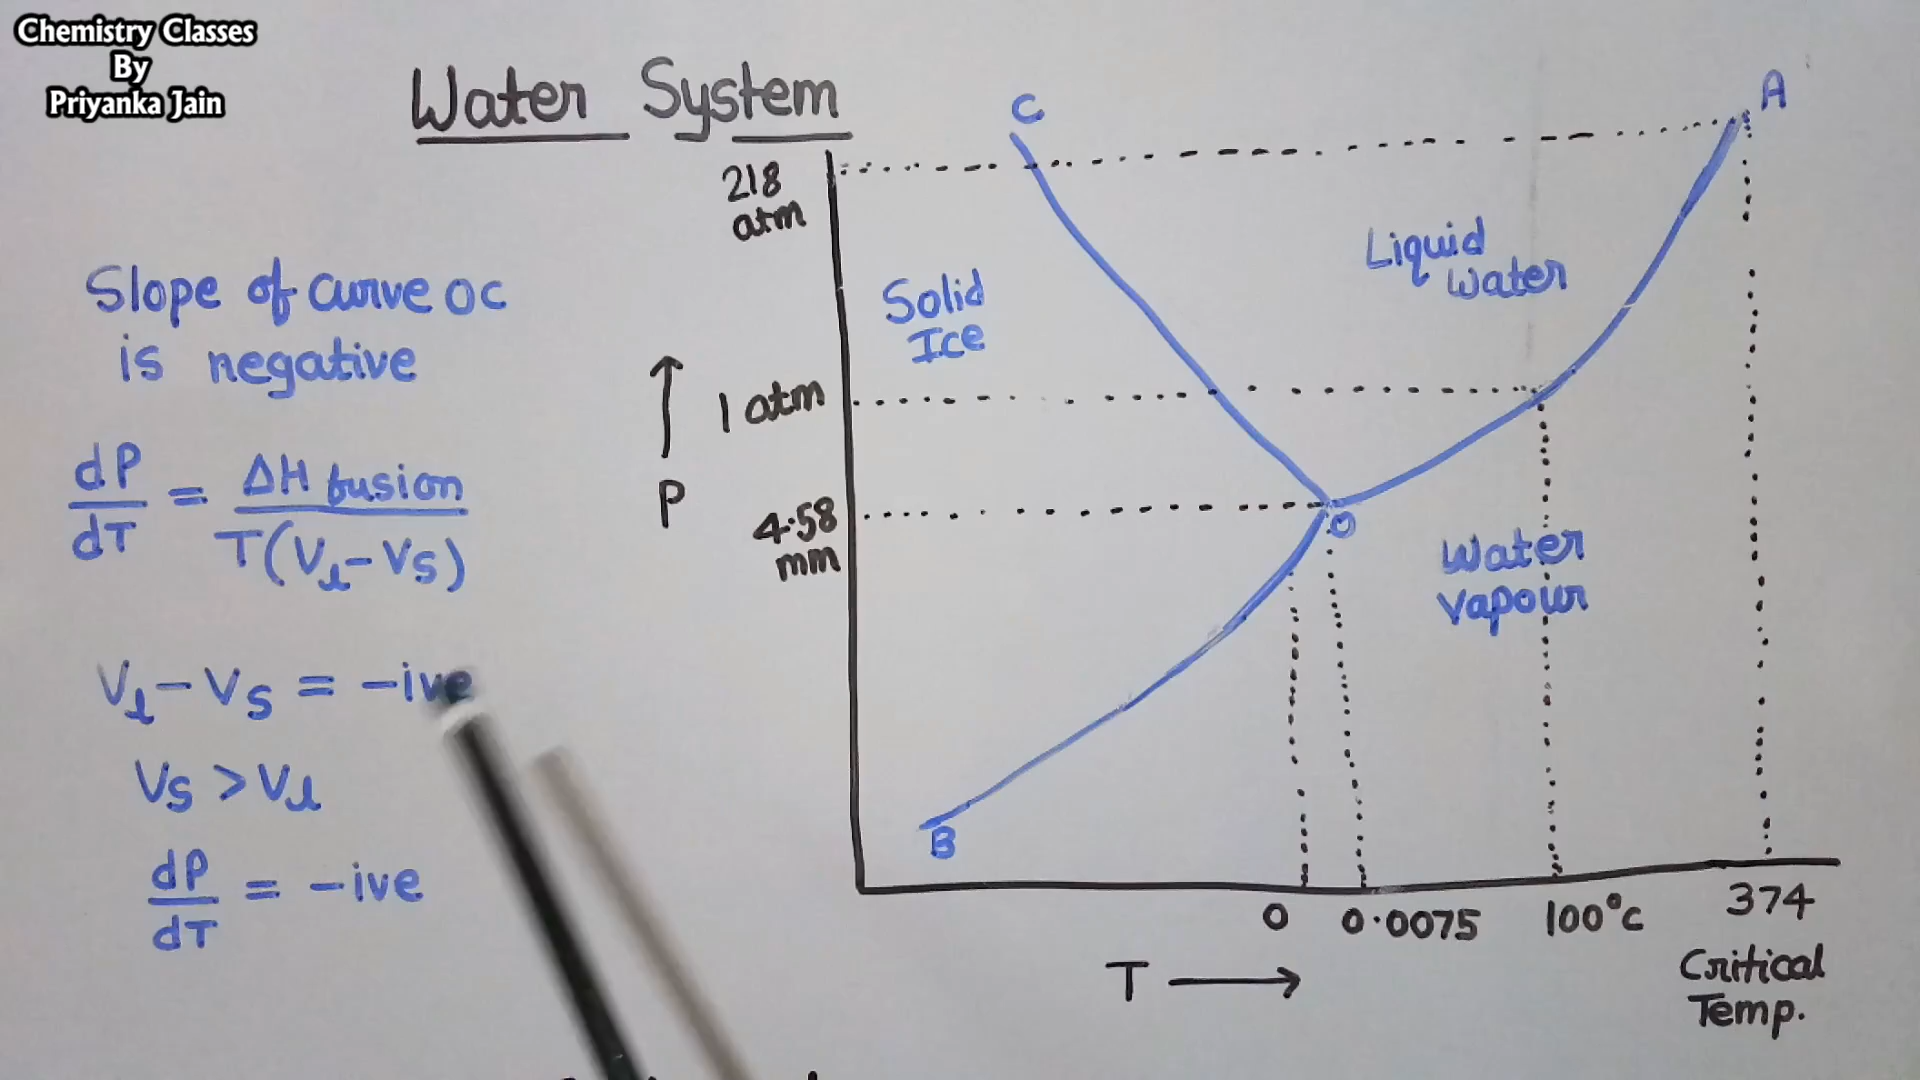 Chemistry Classes
By
Priyanka Jain
Water System
Slope of curve OC
is negative
dP/dT = ΔH fusion/T(Vl-Vs)
Vl - Vs = -ive
Vs > Vl
dP/dT = -ive
218
atm
1 atm
4.58
mm
P
C
A
Solid
Ice
Liquid
Water
O
Water
Vapour
B
0
0.0075
100°C
374
Critical
Temp.
T